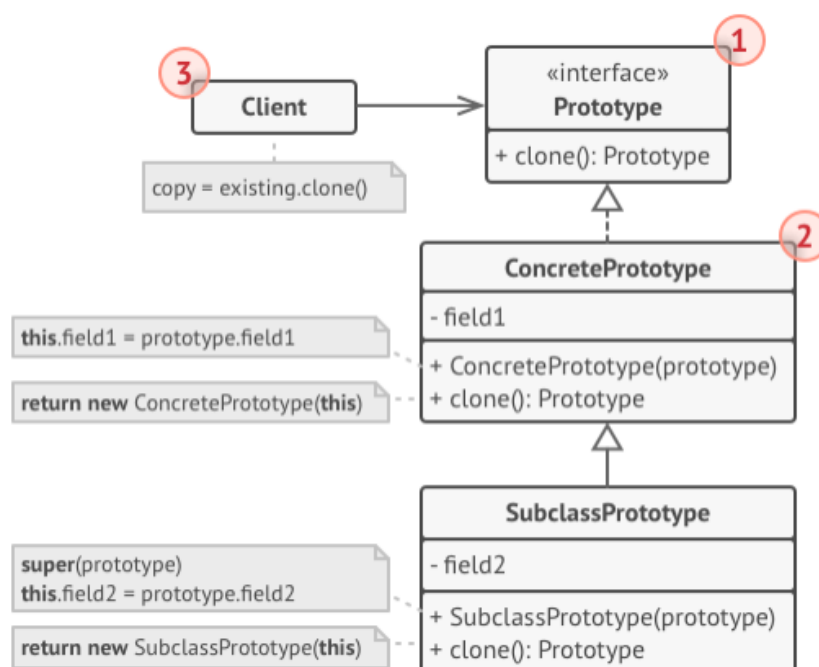 1
«interface»
Prototype
+ clone(): Prototype
3
Client
copy = existing.clone()
2
ConcretePrototype
- field1
+ ConcretePrototype(prototype)
+ clone(): Prototype
this.field1 = prototype.field1
return new ConcretePrototype(this)
SubclassPrototype
- field2
+ SubclassPrototype(prototype)
+ clone(): Prototype
super(prototype)
this.field2 = prototype.field2
return new SubclassPrototype(this)